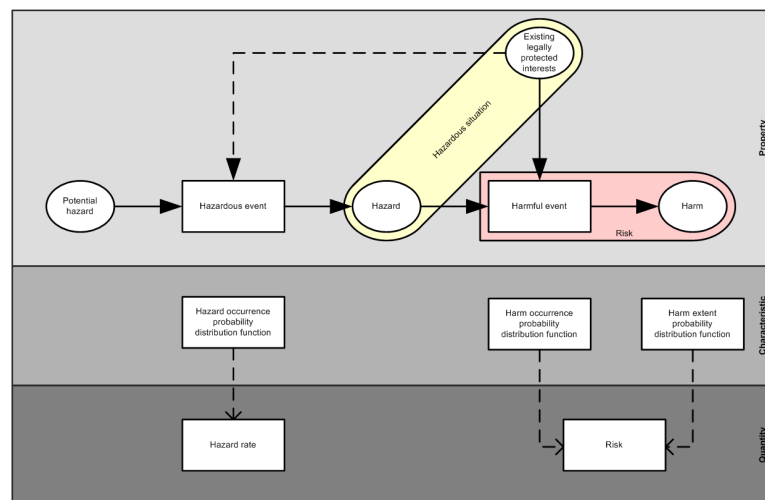 Existing
legally
protected
interests
Hazardous situation
Property
Potential
hazard
Hazardous event
Hazard
Harmful event
Harm
Risk
Hazard occurrence
probability
distribution function
Harm occurrence
probability
distribution function
Harm extent
probability
distribution function
Characteristic
Hazard rate
Risk
Quantity